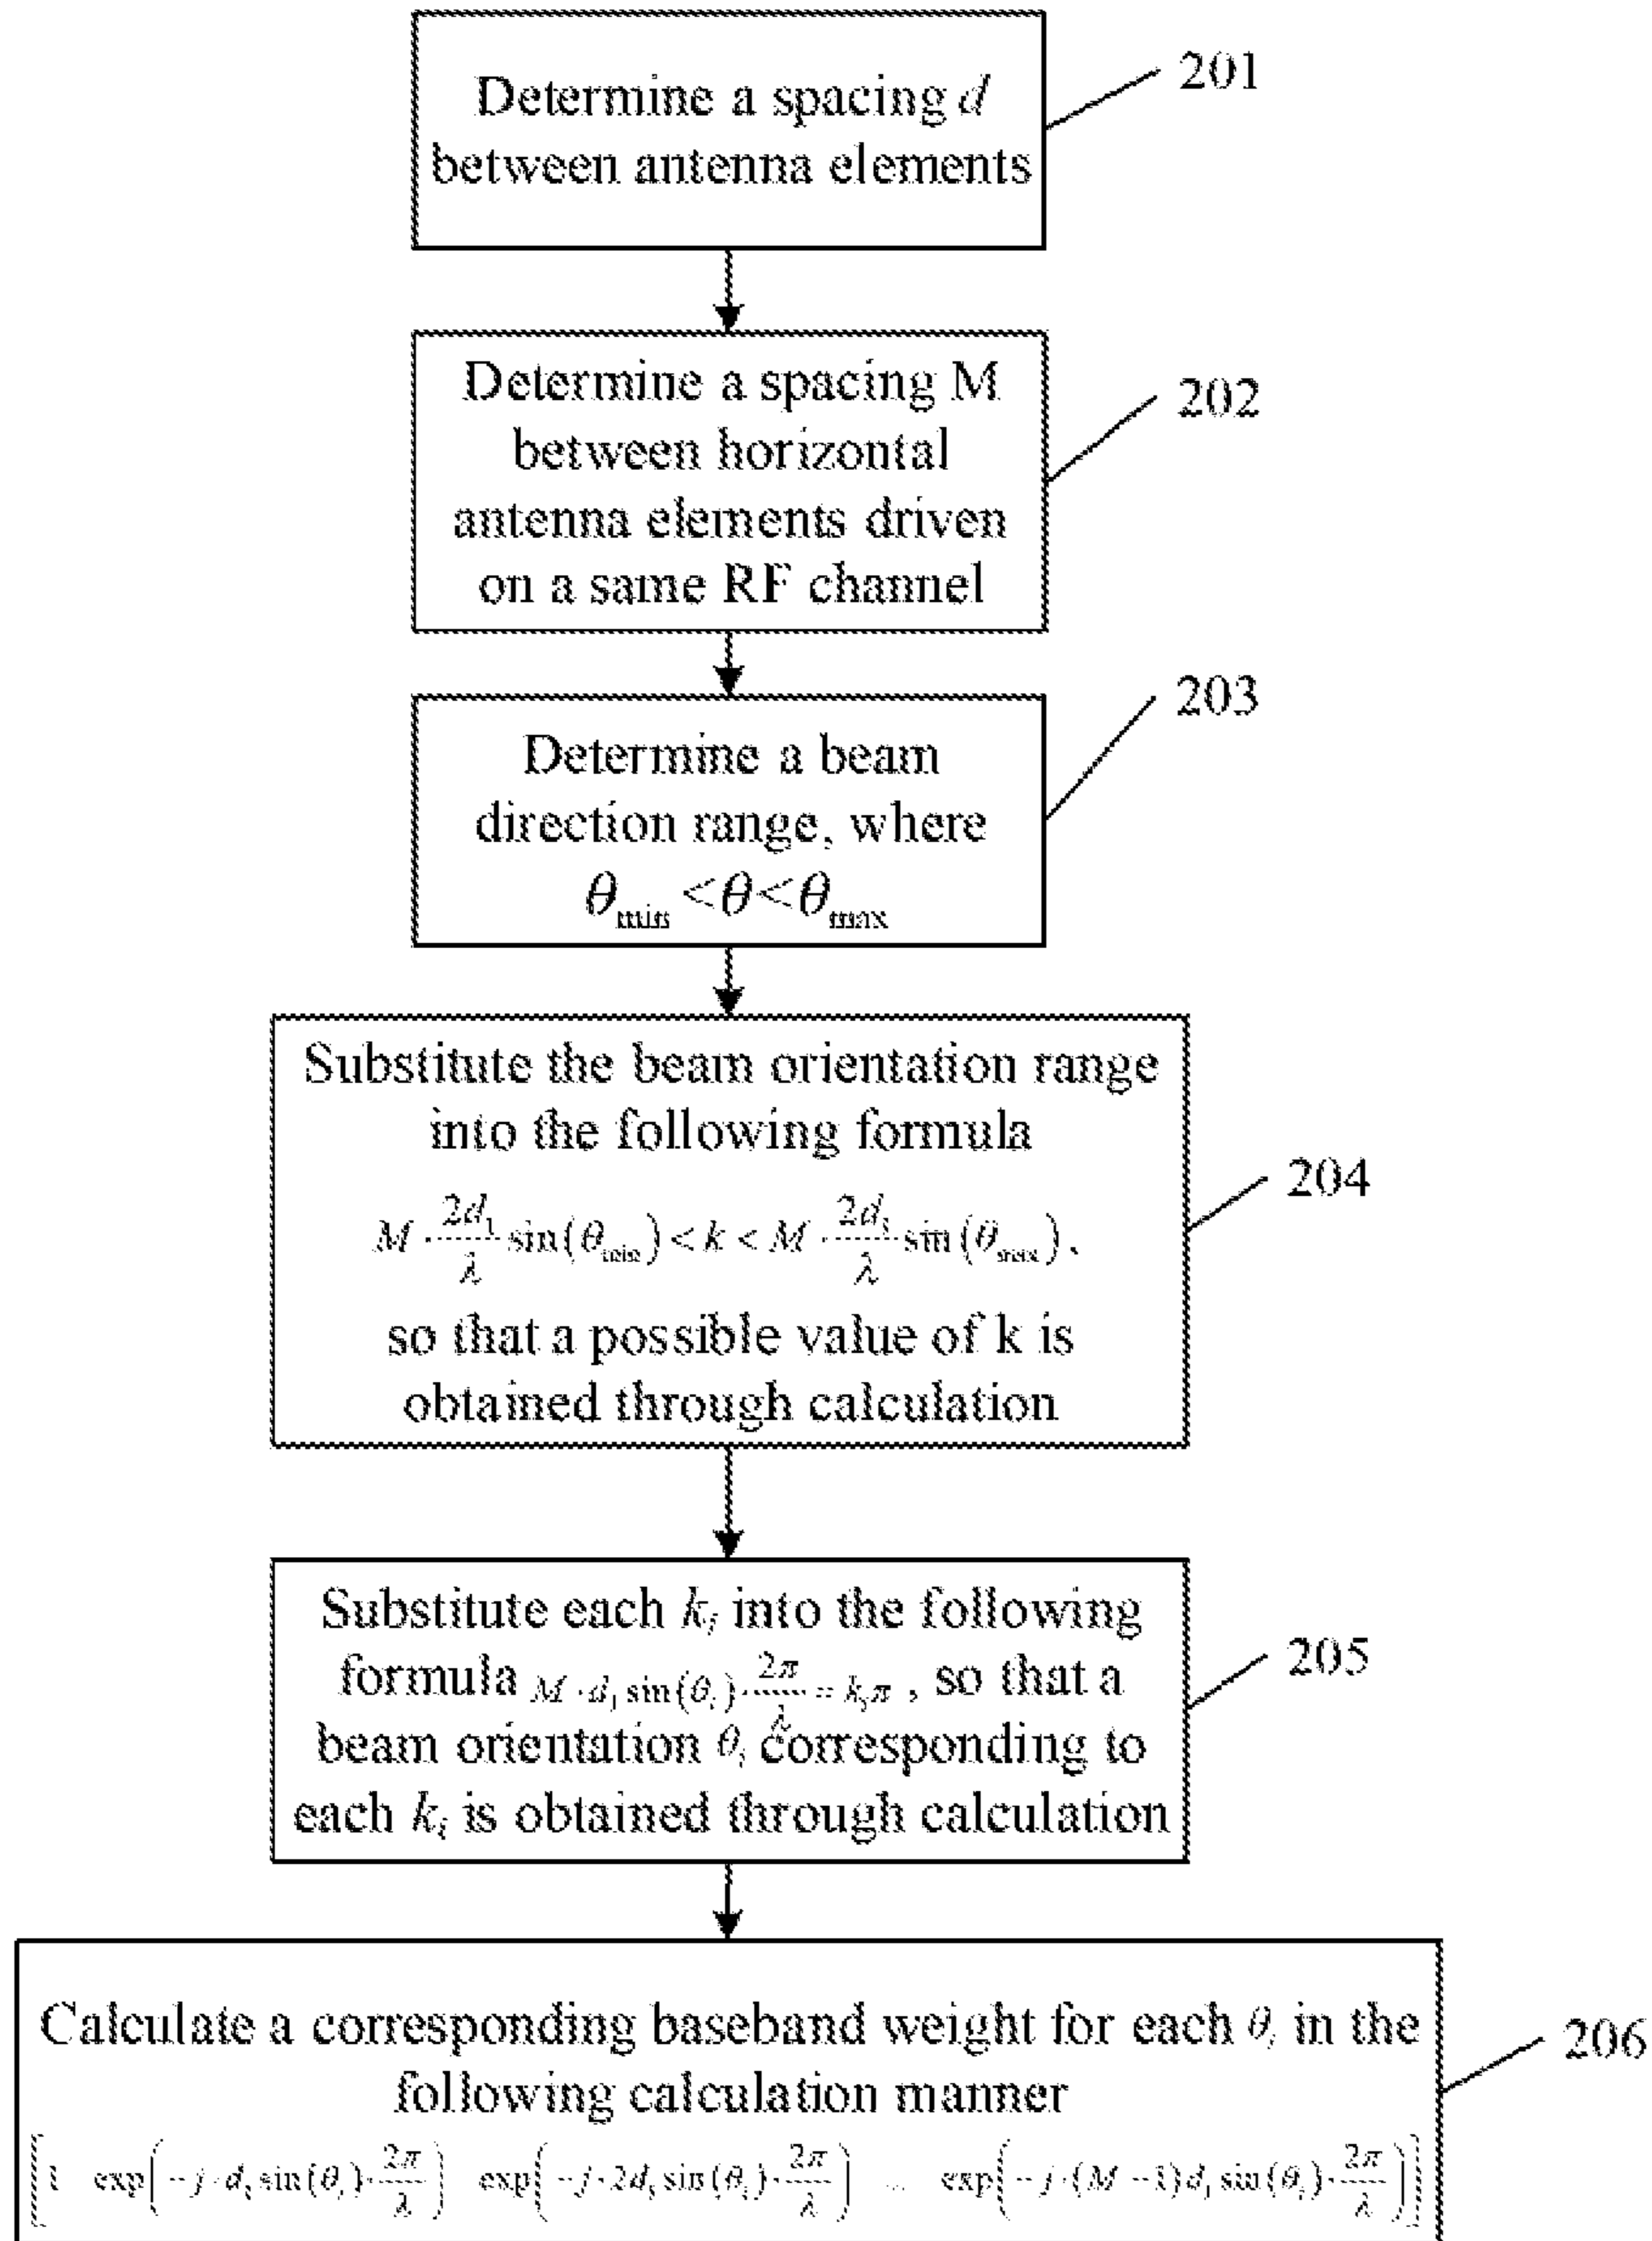 Determine a spacing d
between antenna elements
201
Determine a spacing M
between horizontal
antenna elements driven
on a same RF channel
202
Determine a beam
direction range, where
θ_min <θ<θ_max
203
Substitute the beam orientation range
into the following formula
M · 2d₁/λ sin(θ_min) < k < M · 2d₁/λ sin(θ_max),
so that a possible value of k is
obtained through calculation
204
Substitute each kᵢ into the following
formula M · d₁ sin(θᵢ) · 2π/λ = kᵢπ , so that a
beam orientation θᵢ corresponding to
each kᵢ is obtained through calculation
205
Calculate a corresponding baseband weight for each θᵢ in the
following calculation manner
[1 exp(-j · d₁ sin(θᵢ) · 2π/λ) exp(-j · 2d₁ sin(θᵢ) · 2π/λ) ... exp(-j · (M-1)d₁ sin(θᵢ) · 2π/λ)]
206